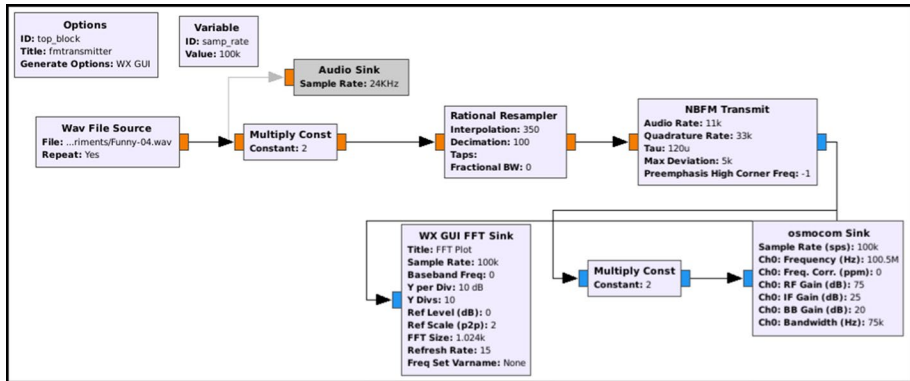 Options
ID: top_block
Title: fmtransmitter
Generate Options: WX GUI
Variable
ID: samp_rate
Value: 100k
Audio Sink
Sample Rate: 24KHz
Wav File Source
File: ...riments/Funny-04.wav
Repeat: Yes
Multiply Const
Constant: 2
Rational Resampler
Interpolation: 350
Decimation: 100
Taps:
Fractional BW: 0
NBFM Transmit
Audio Rate: 11k
Quadrature Rate: 33k
Tau: 120u
Max Deviation: 5k
Preemphasis High Corner Freq: -1
WX GUI FFT Sink
Title: FFT Plot
Sample Rate: 100k
Baseband Freq: 0
Y per Div: 10 dB
Y Divs: 10
Ref Level (dB): 0
Ref Scale (p2p): 2
FFT Size: 1.024k
Refresh Rate: 15
Freq Set Varname: None
Multiply Const
Constant: 2
osmocom Sink
Sample Rate (sps): 100k
Ch0: Frequency (Hz): 100.5M
Ch0: Freq. Corr. (ppm): 0
Ch0: RF Gain (dB): 75
Ch0: IF Gain (dB): 25
Ch0: BB Gain (dB): 20
Ch0: Bandwidth (Hz): 75k